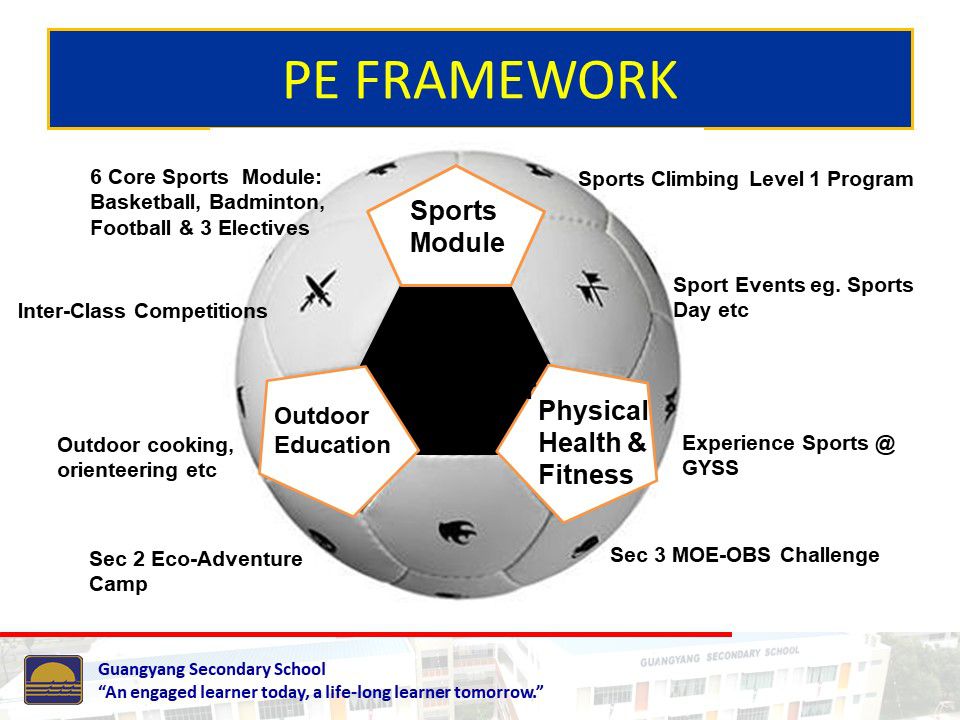 PE FRAMEWORK
6 Core Sports Module:
Basketball, Badminton,
Football & 3 Electives
Sports Climbing Level 1 Program
Sports
Module
Inter-Class Competitions
Sport Events eg. Sports
Day etc
Outdoor
Education
Physical
Health &
Fitness
Outdoor cooking,
orienteering etc
Experience Sports @
GYSS
Sec 2 Eco-Adventure
Camp
Sec 3 MOE-OBS Challenge
Guangyang Secondary School
“An engaged learner today, a life-long learner tomorrow.”
GUANGYANG SECONDARY SCHOOL